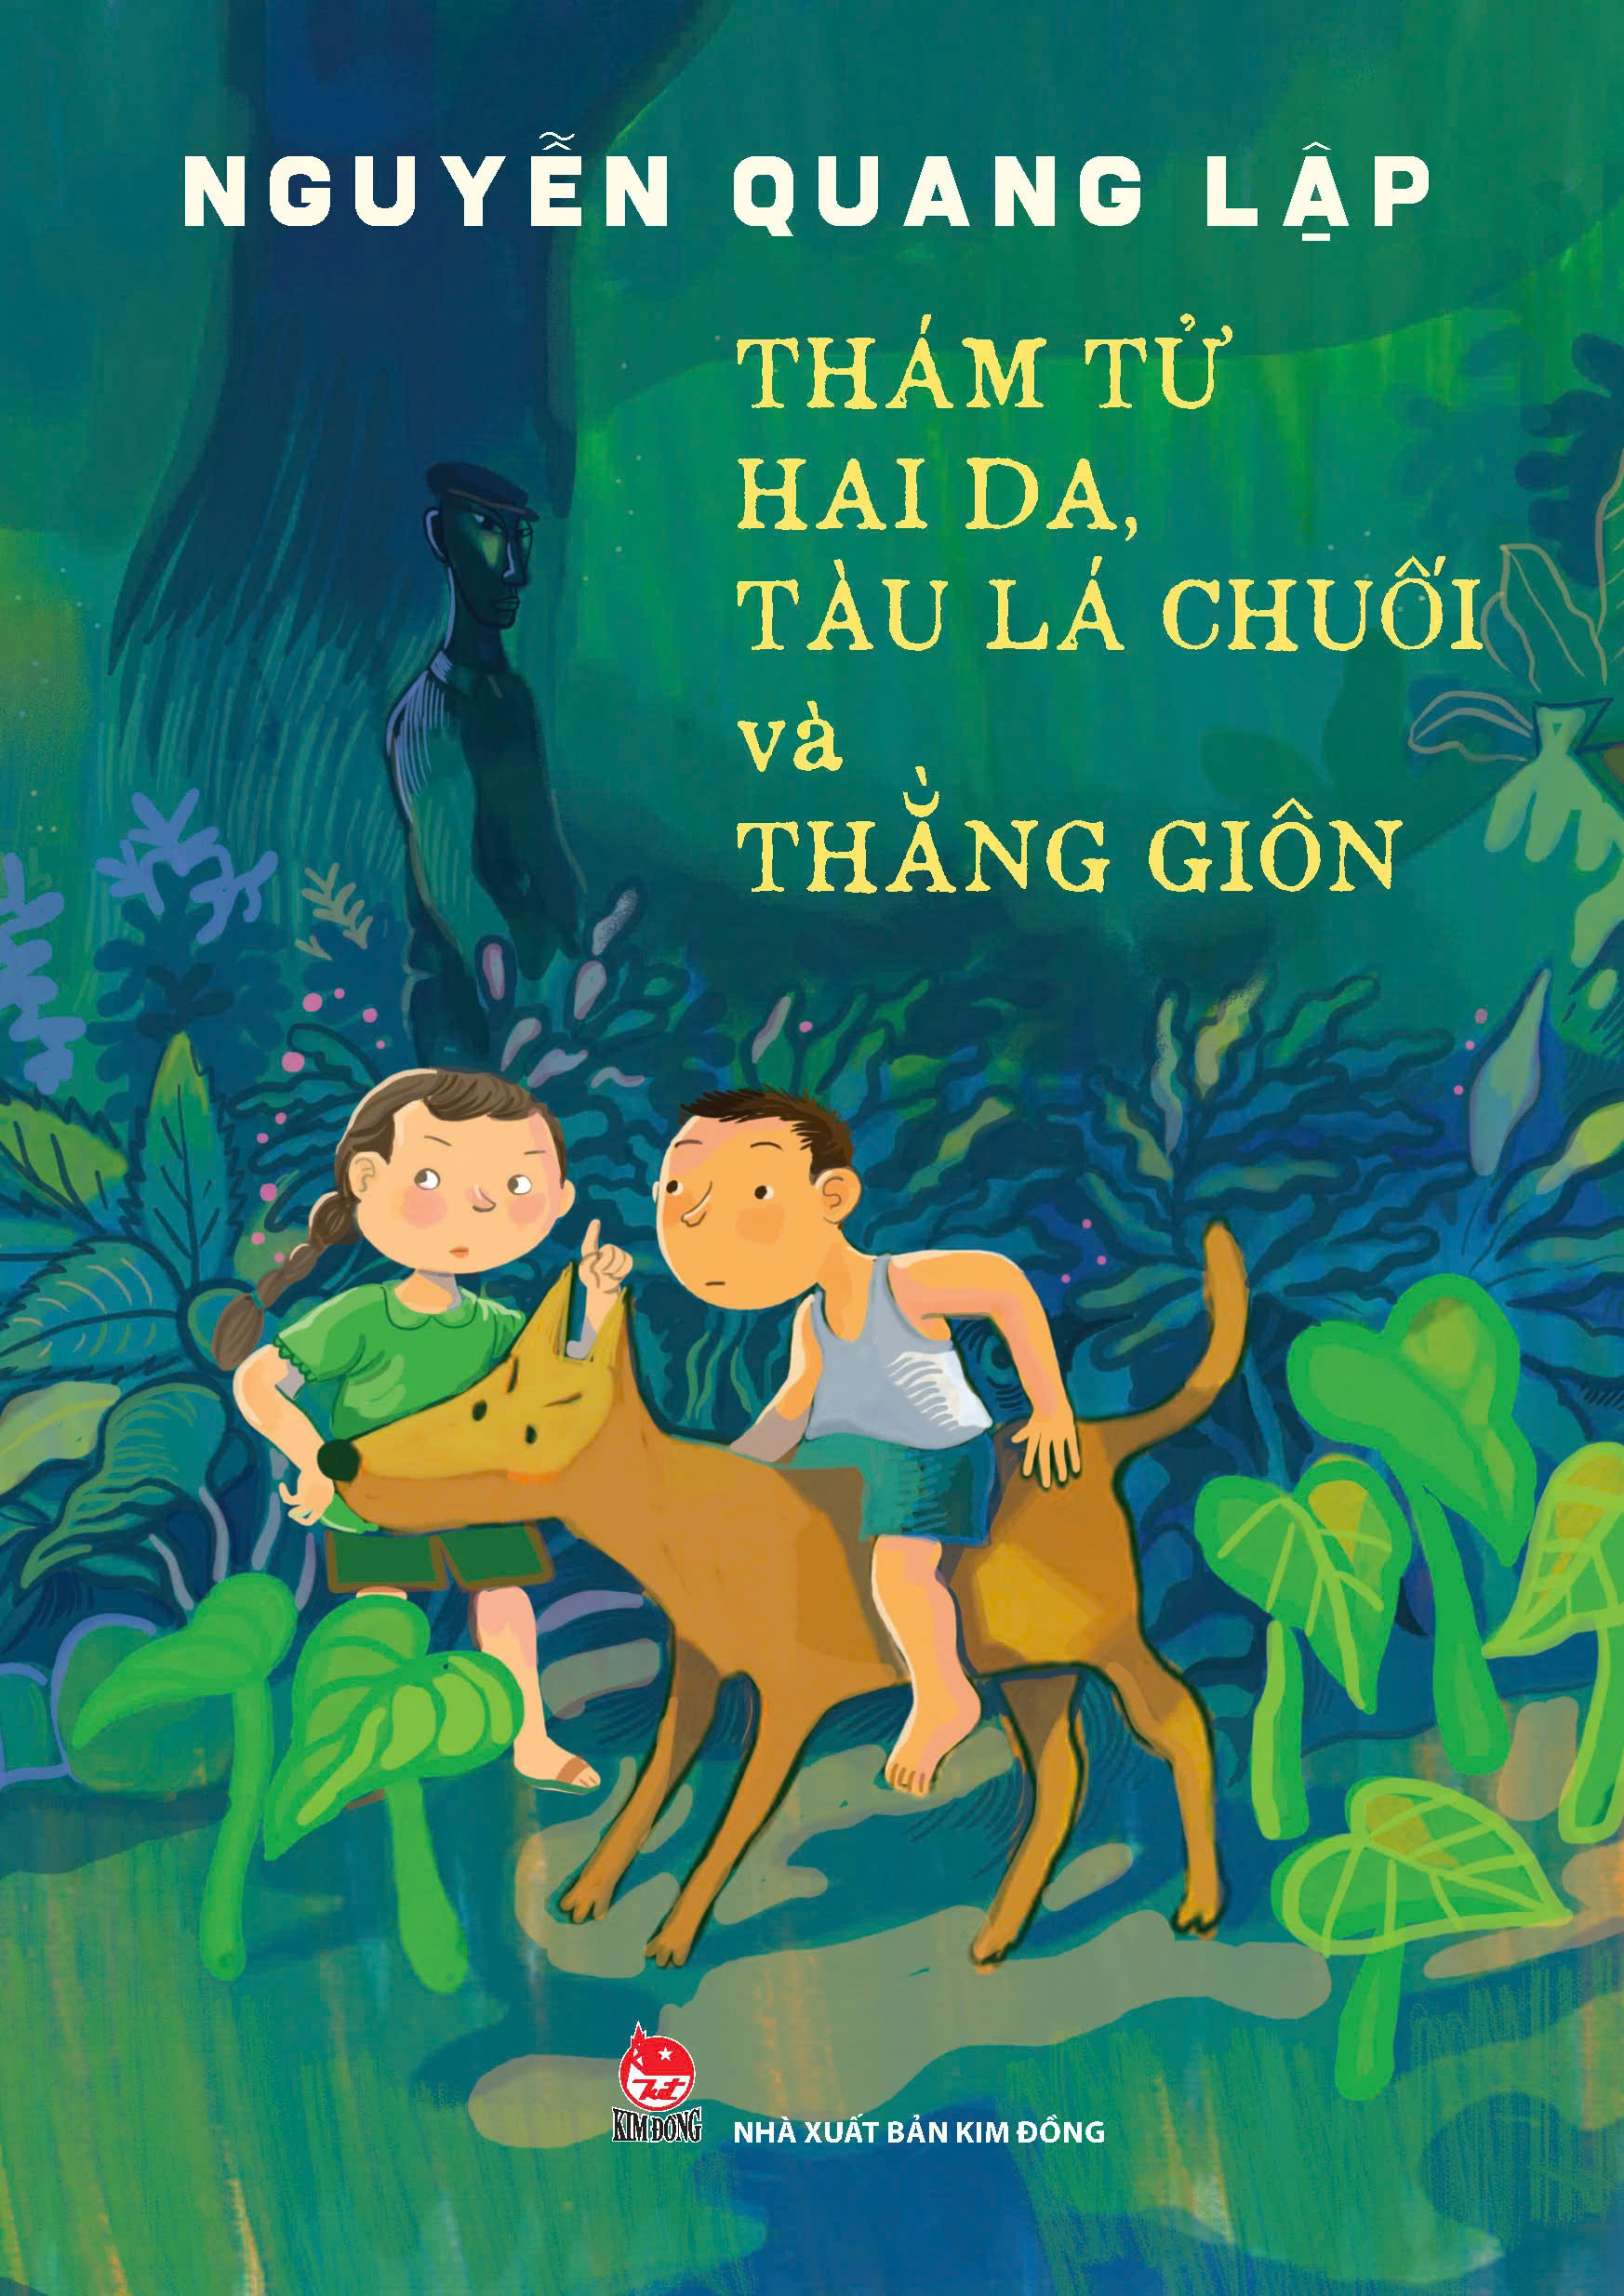 NGUYỄN QUANG LẬP
THÁM TỬ
HAI DA,
TÀU LÁ CHUỐI
và
THẰNG GIÔN
KIM ĐỒNG
NHÀ XUẤT BẢN KIM ĐỒNG